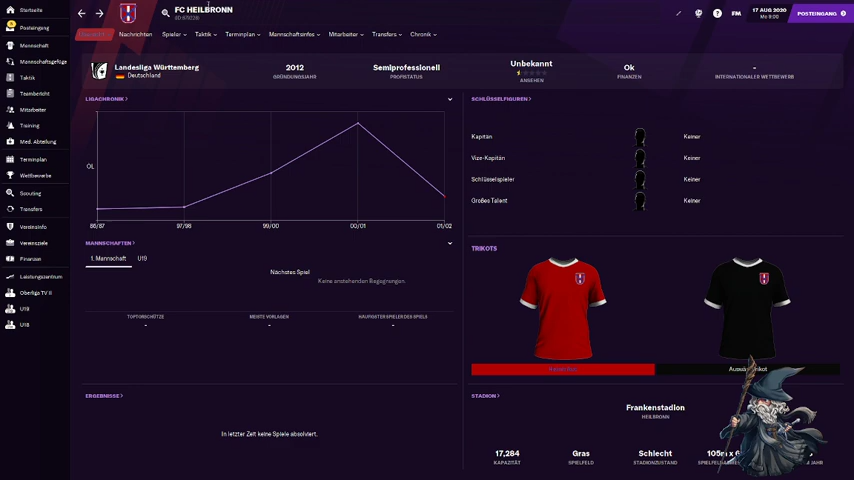 FC HEILBRONN
17 AUG 2020
Mo 9:00
FM
POSTEINGANG
Startseite
Posteingang
Mannschaft
Mannschaftsgefüge
Taktik
Teambericht
Mitarbeiter
Training
Med. Abteilung
Terminplan
Wettbewerbe
Scouting
Transfers
Vereinsinfo
Vereinsspiele
Finanzen
Leistungszentrum
Oberliga TV II
U19
U18
Nachrichten
Spieler
Taktik
Terminplan
Mannschaftsinfos
Mitarbeiter
Transfers
Chronik
Landesliga Württemberg
Deutschland
2012
GRÜNDUNGSJAHR
Semiprofessionell
PROFISTATUS
Unbekannt
ANSEHEN
Ok
FINANZEN
-
INTERNATIONALER WETTBEWERB
LIGACHRONIK
ÖL
97/98
99/00
00/01
01/02
MANNSCHAFTEN
1. Mannschaft
U19
Nächstes Spiel
Keine anstehenden Begegnungen.
TOPTORSCHÜTZE
-
MEISTE VORLAGEN
-
HÄUFIGSTER SPIELER DES SPIELS
-
ERGEBNISSE
In letzter Zeit keine Spiele absolviert.
SCHLÜSSELFIGUREN
Kapitän
Keiner
Vize-Kapitän
Keiner
Schlüsselspieler
Keiner
Großes Talent
Keiner
TRIKOTS
STADION
Frankenstadion
HEILBRONN
17,284
KAPAZITÄT
Gras
SPIELFELD
Schlecht
STADIONZUSTAND
105m x